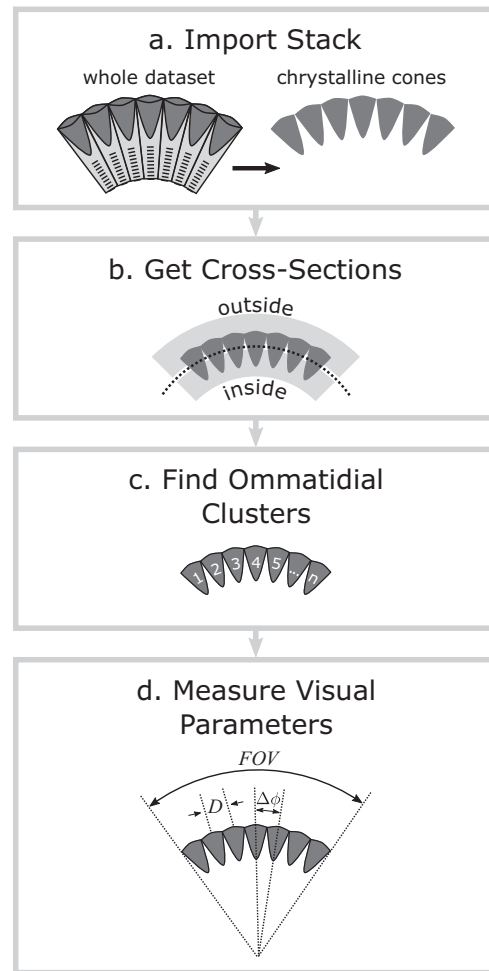 a. Import Stack
whole dataset
chrystalline cones
b. Get Cross-Sections
outside
inside
c. Find Ommatidial
Clusters
1 2 3 4 5 ... n
d. Measure Visual
Parameters
FOV
D
Δϕ